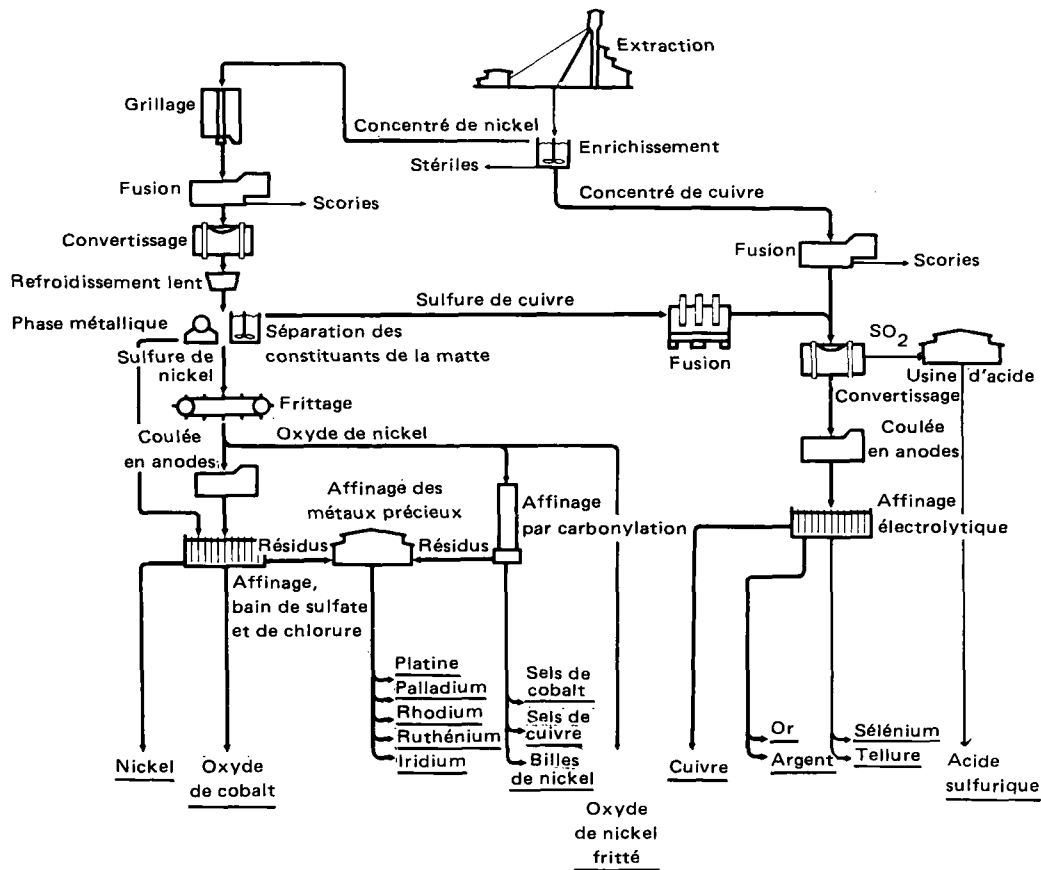 Extraction
Grillage
Concentré de nickel
Enrichissement
Stériles
Concentré de cuivre
Fusion
Scories
Convertissage
Fusion
Scories
Refroidissement lent
Sulfure de cuivre
Phase métallique
Séparation des
constituants de la matte
SO2
Sulfure de
nickel
Fusion
Usine d'acide
Convertissage
Frittage
Coulée
en anodes
Oxyde de nickel
Coulée
en anodes
Affinage des
métaux précieux
Affinage
par carbonylation
Affinage
électrolytique
Résidus
Résidus
Affinage,
bain de sulfate
et de chlorure
Platine
Palladium
Rhodium
Ruthénium
Iridium
Sels de
cobalt
Sels de
cuivre
Billes
de nickel
Or
Argent
Sélénium
Tellure
Nickel
Oxyde
de cobalt
Cuivre
Acide
sulfurique
Oxyde
de nickel
fritté